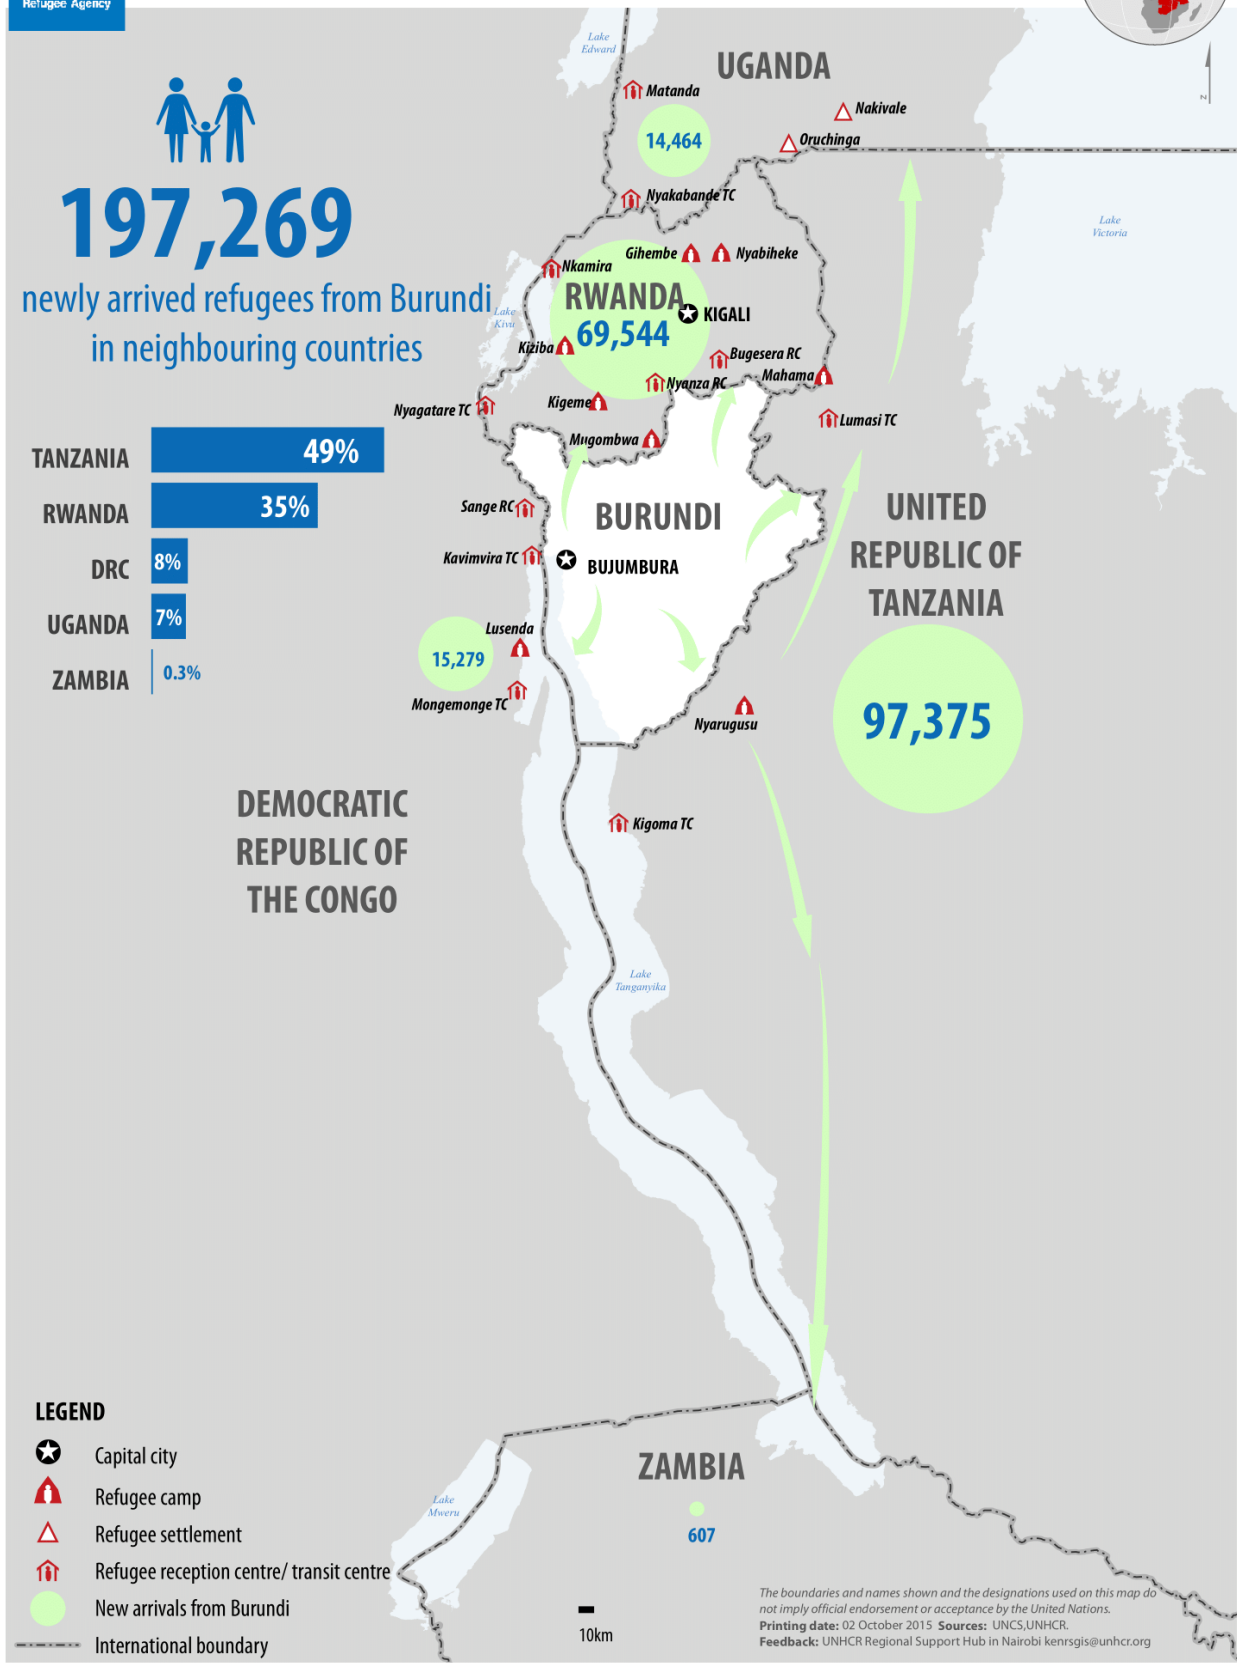 Refugee Agency
197,269
newly arrived refugees from Burundi
in neighbouring countries
TANZANIA 49%
RWANDA 35%
DRC 8%
UGANDA 7%
ZAMBIA 0.3%
Lake
Edward
UGANDA
Matanda
14,464
Nakivale
Oruchinga
Nyakabande TC
N
Lake
Victoria
Gihembe
Nyabiheke
Nkamira
RWANDA
69,544
KIGALI
Lake
Kivu
Kiziba
Bugesera RC
Nyanza RC
Mahama
Kigeme
Nyagatare TC
Lumasi TC
Mugombwa
Sange RC
BURUNDI
Kavimvira TC
BUJUMBURA
UNITED
REPUBLIC OF
TANZANIA
97,375
Lusenda
15,279
Mongemonge TC
Nyarugusu
DEMOCRATIC
REPUBLIC OF
THE CONGO
Kigoma TC
Lake
Tanganyika
ZAMBIA
607
Lake
Mweru
LEGEND
Capital city
Refugee camp
Refugee settlement
Refugee reception centre/ transit centre
New arrivals from Burundi
International boundary
10km
The boundaries and names shown and the designations used on this map do
not imply official endorsement or acceptance by the United Nations.
Printing date: 02 October 2015 Sources: UNCS,UNHCR.
Feedback: UNHCR Regional Support Hub in Nairobi kenrsgis@unhcr.org